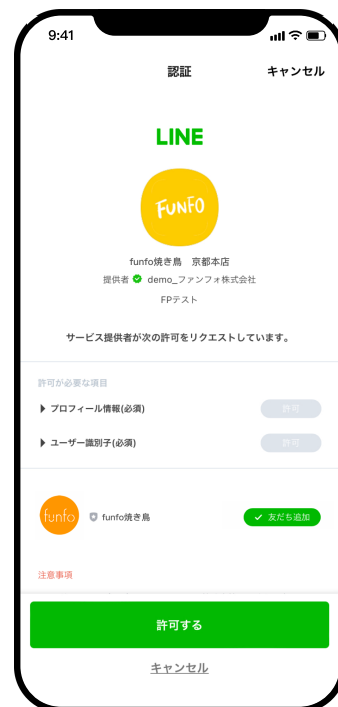 9:41
認証 キャンセル
LINE
FUNFO
funfo焼き鳥 京都本店
提供者 demo_ファンフォ株式会社
FPテスト
サービス提供者が次の許可をリクエストしています。
許可が必要な項目
プロフィール情報(必須) 許可
ユーザー識別子(必須) 許可
funfo funfo焼き鳥 友だち追加
注意事項
許可する
キャンセル